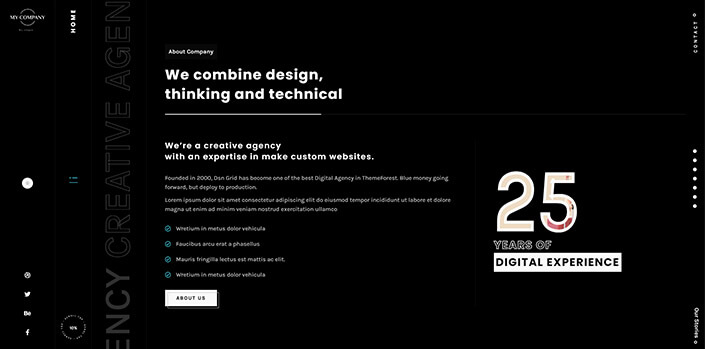 MY COMPANY
HOME
ENCY CREATIVE AGEN
10%
About Company
We combine design,
thinking and technical
We're a creative agency
with an expertise in make custom websites.
Founded in 2000, Dsn Grid has become one of the best Digital Agency in ThemeForest. Blue money going
forward, but deploy to production.
Lorem ipsum dolor sit amet consectetur adipiscing elit do eiusmod tempor incididunt ut labore et dolore
magna ut enim ad minim veniam nostrud exercitation ullamco
Wretium in metus dolor vehicula
Faucibus arcu erat a phasellus
Mauris fringilla lectus est mattis ac elit.
Wretium in metus dolor vehicula
ABOUT US
25
YEARS OF
DIGITAL EXPERIENCE
CONTACT
Our Stories
Bē